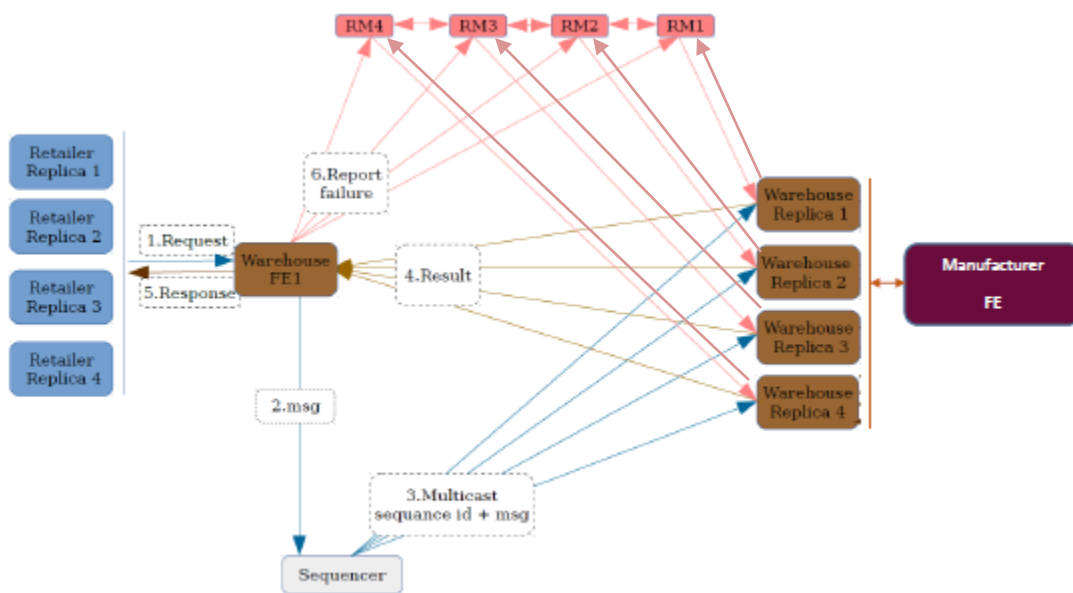 RM4
RM3
RM2
RM1
Retailer
Replica 1
Retailer
Replica 2
Retailer
Replica 3
Retailer
Replica 4
6.Report
failure
1.Request
5.Response
Warehouse
FE1
4.Result
2.msg
3.Multicast
sequance id + msg
Sequencer
Warehouse
Replica 1
Warehouse
Replica 2
Warehouse
Replica 3
Warehouse
Replica 4
Manufacturer
FE